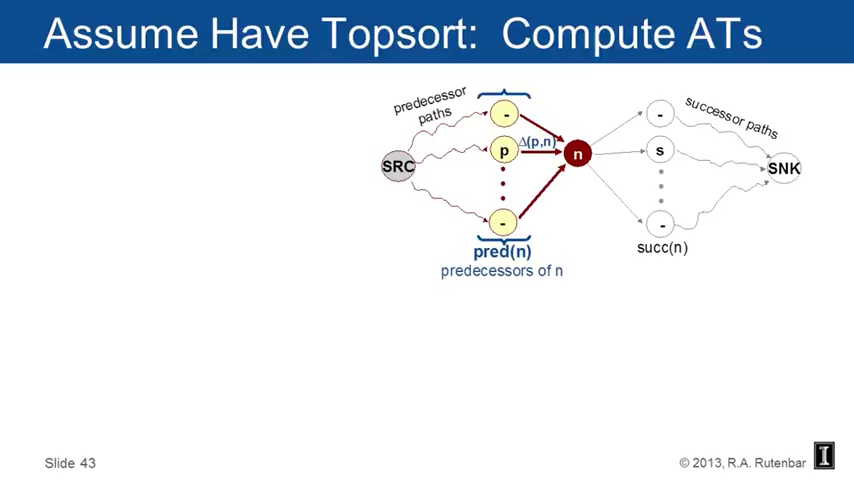 Assume Have Topsort: Compute ATs
predecessor
paths
successor paths
-
-
Δ(p,n)
p
n
s
SRC
SNK
-
-
pred(n)
succ(n)
predecessors of n
Slide 43
© 2013, R.A. Rutenbar
I